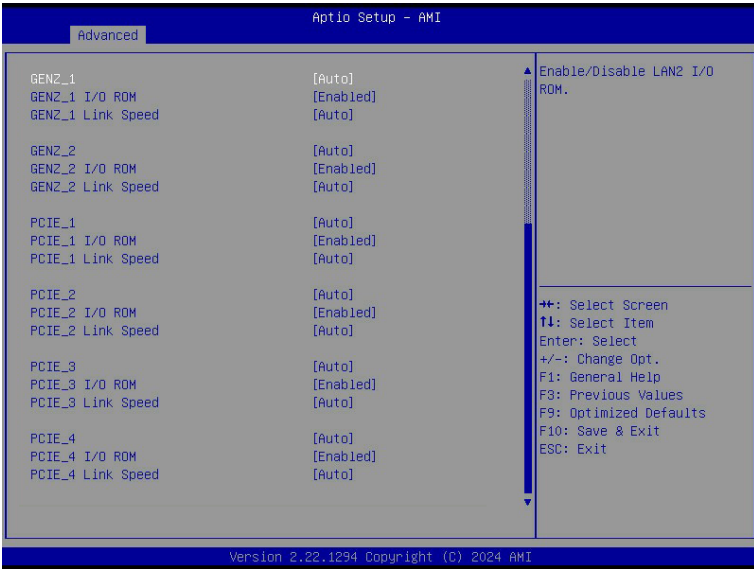 Aptio Setup – AMI
Advanced
GENZ_1 [Auto]
GENZ_1 I/O ROM [Enabled]
GENZ_1 Link Speed [Auto]
GENZ_2 [Auto]
GENZ_2 I/O ROM [Enabled]
GENZ_2 Link Speed [Auto]
PCIE_1 [Auto]
PCIE_1 I/O ROM [Enabled]
PCIE_1 Link Speed [Auto]
PCIE_2 [Auto]
PCIE_2 I/O ROM [Enabled]
PCIE_2 Link Speed [Auto]
PCIE_3 [Auto]
PCIE_3 I/O ROM [Enabled]
PCIE_3 Link Speed [Auto]
PCIE_4 [Auto]
PCIE_4 I/O ROM [Enabled]
PCIE_4 Link Speed [Auto]
Enable/Disable LAN2 I/O
ROM.
→←: Select Screen
↑↓: Select Item
Enter: Select
+/-: Change Opt.
F1: General Help
F3: Previous Values
F9: Optimized Defaults
F10: Save & Exit
ESC: Exit
Version 2.22.1294 Copyright (C) 2024 AMI